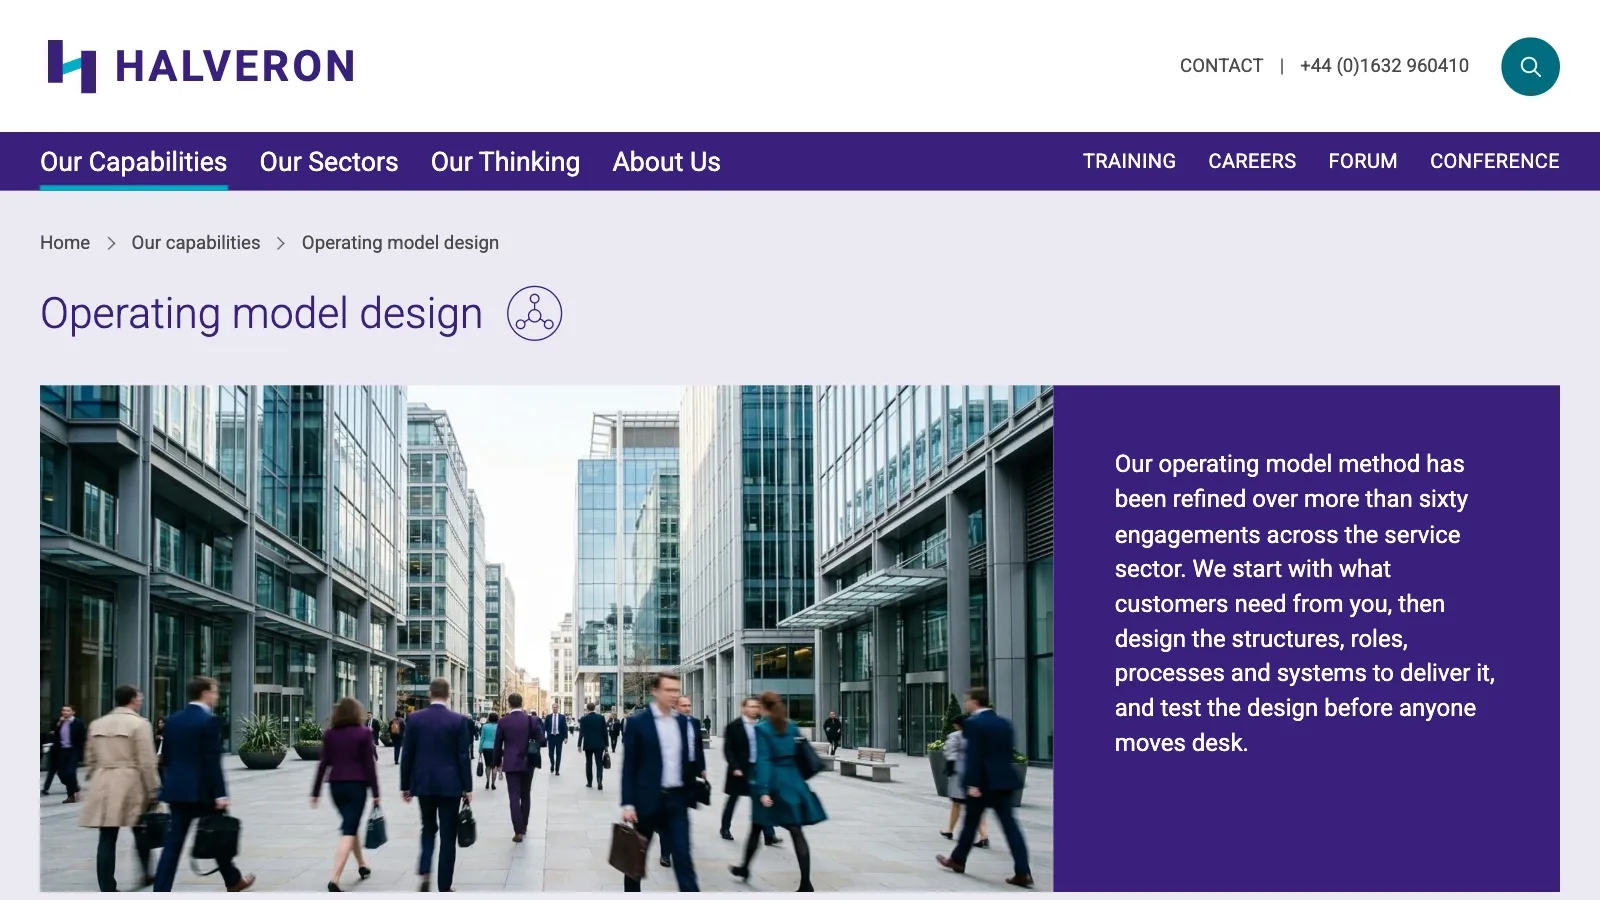 HALVERON
CONTACT | +44 (0)1632 960410
Our Capabilities Our Sectors Our Thinking About Us
TRAINING CAREERS FORUM CONFERENCE
Home > Our capabilities > Operating model design
Operating model design
Our operating model method has
been refined over more than sixty
engagements across the service
sector. We start with what
customers need from you, then
design the structures, roles,
processes and systems to deliver it,
and test the design before anyone
moves desk.